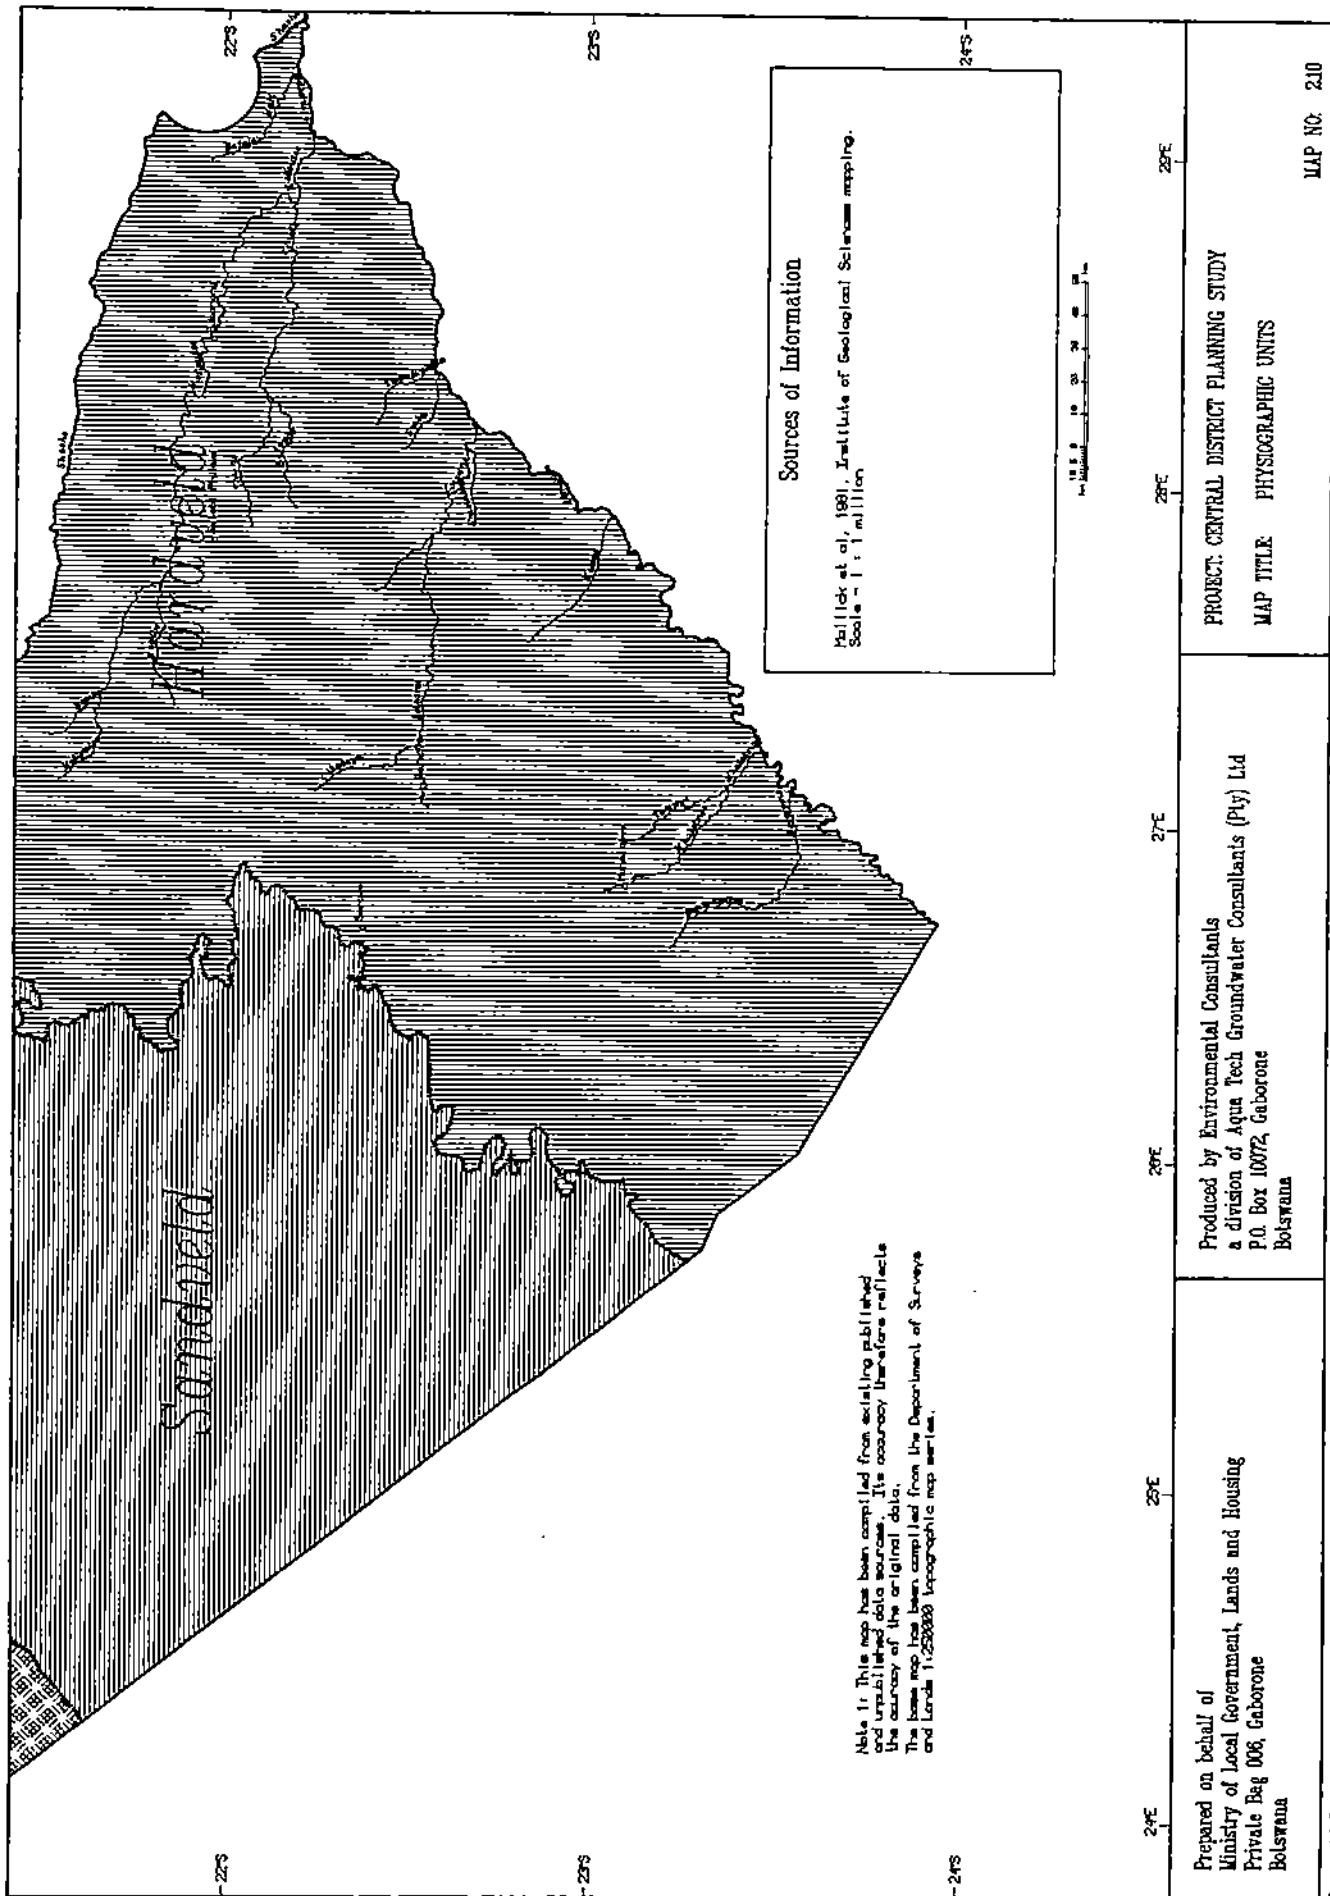 22°S
23°S
24°S
Shashe
Shashe
Hardveld
Sandveld
Sources of Information
Mallick et al, 1981, Institute of Geological Sciences mapping.
Scale - 1 : 1 million
Note 1: This map has been compiled from existing published
and unpublished data sources. Its accuracy therefore reflects
the accuracy of the original data.
The base map has been compiled from the Department of Surveys
and Lands 1:250000 topographic map series.
22°S
23°S
24°S
24°E
25°E
26°E
27°E
28°E
29°E
Prepared on behalf of
Ministry of Local Government, Lands and Housing
Private Bag 006, Gaborone
Botswana
Produced by Environmental Consultants
a division of Aqua Tech Groundwater Consultants (Pty) Ltd
P.O. Box 10072, Gaborone
Botswana
PROJECT: CENTRAL DISTRICT PLANNING STUDY
MAP TITLE: PHYSIOGRAPHIC UNITS
MAP NO: 2.10